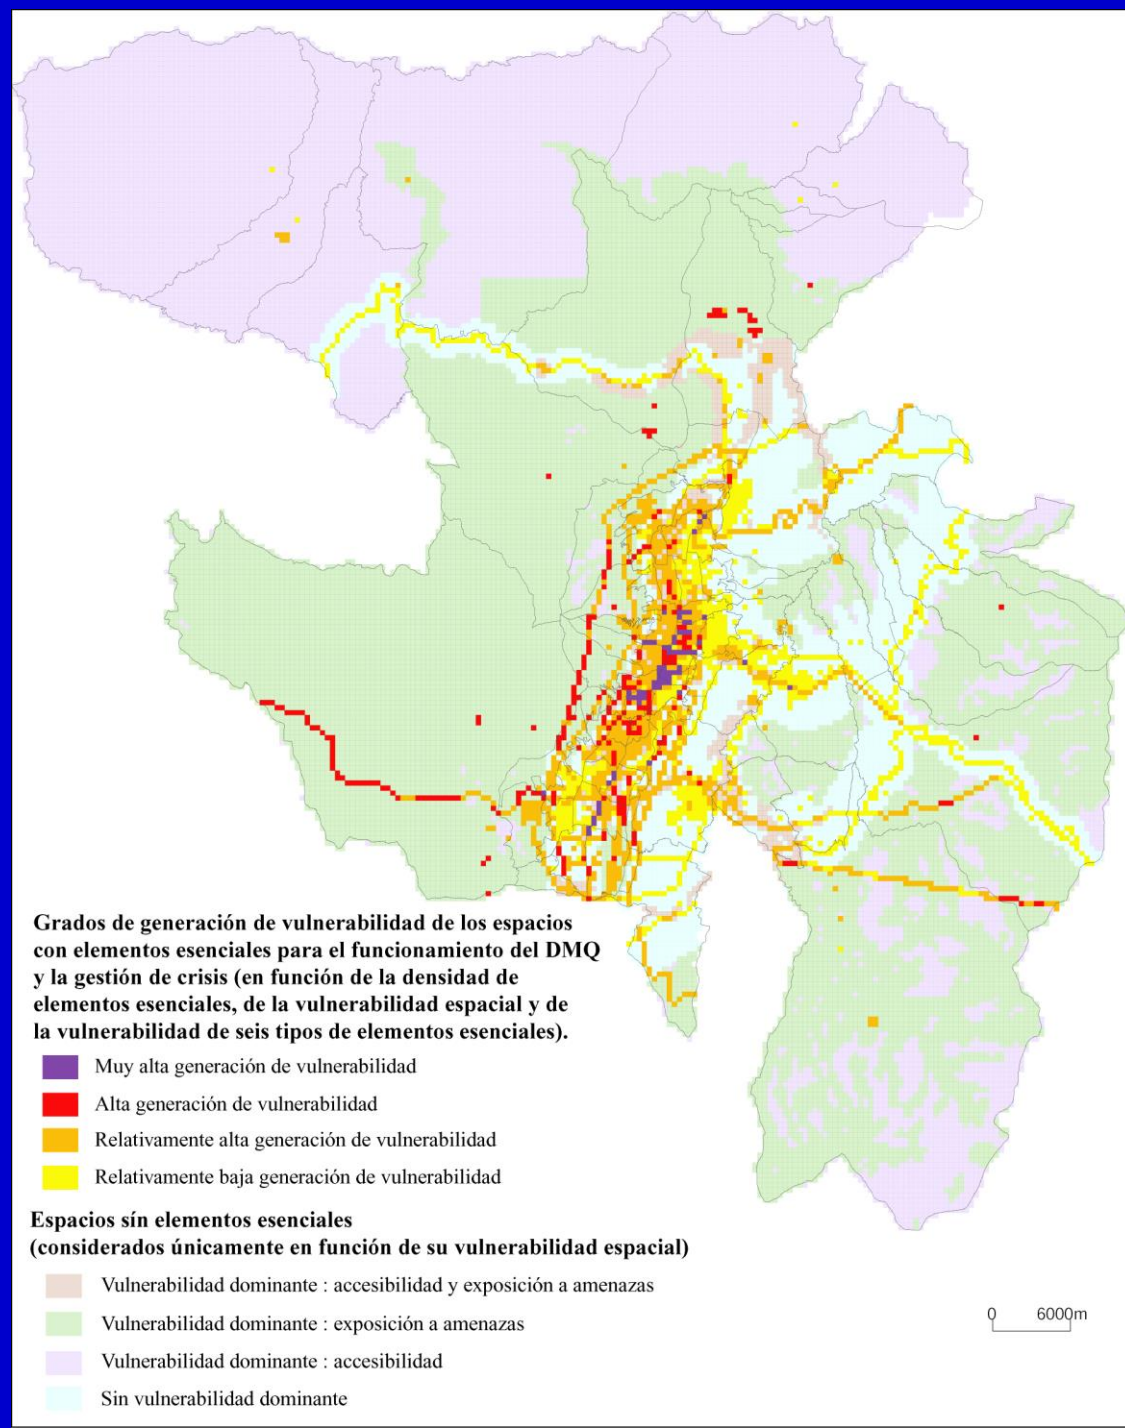 Grados de generación de vulnerabilidad de los espacios
con elementos esenciales para el funcionamiento del DMQ
y la gestión de crisis (en función de la densidad de
elementos esenciales, de la vulnerabilidad espacial y de
la vulnerabilidad de seis tipos de elementos esenciales).
Muy alta generación de vulnerabilidad
Alta generación de vulnerabilidad
Relativamente alta generación de vulnerabilidad
Relativamente baja generación de vulnerabilidad
Espacios sín elementos esenciales
(considerados únicamente en función de su vulnerabilidad espacial)
Vulnerabilidad dominante : accesibilidad y exposición a amenazas
Vulnerabilidad dominante : exposición a amenazas
Vulnerabilidad dominante : accesibilidad
Sin vulnerabilidad dominante
0 6000m